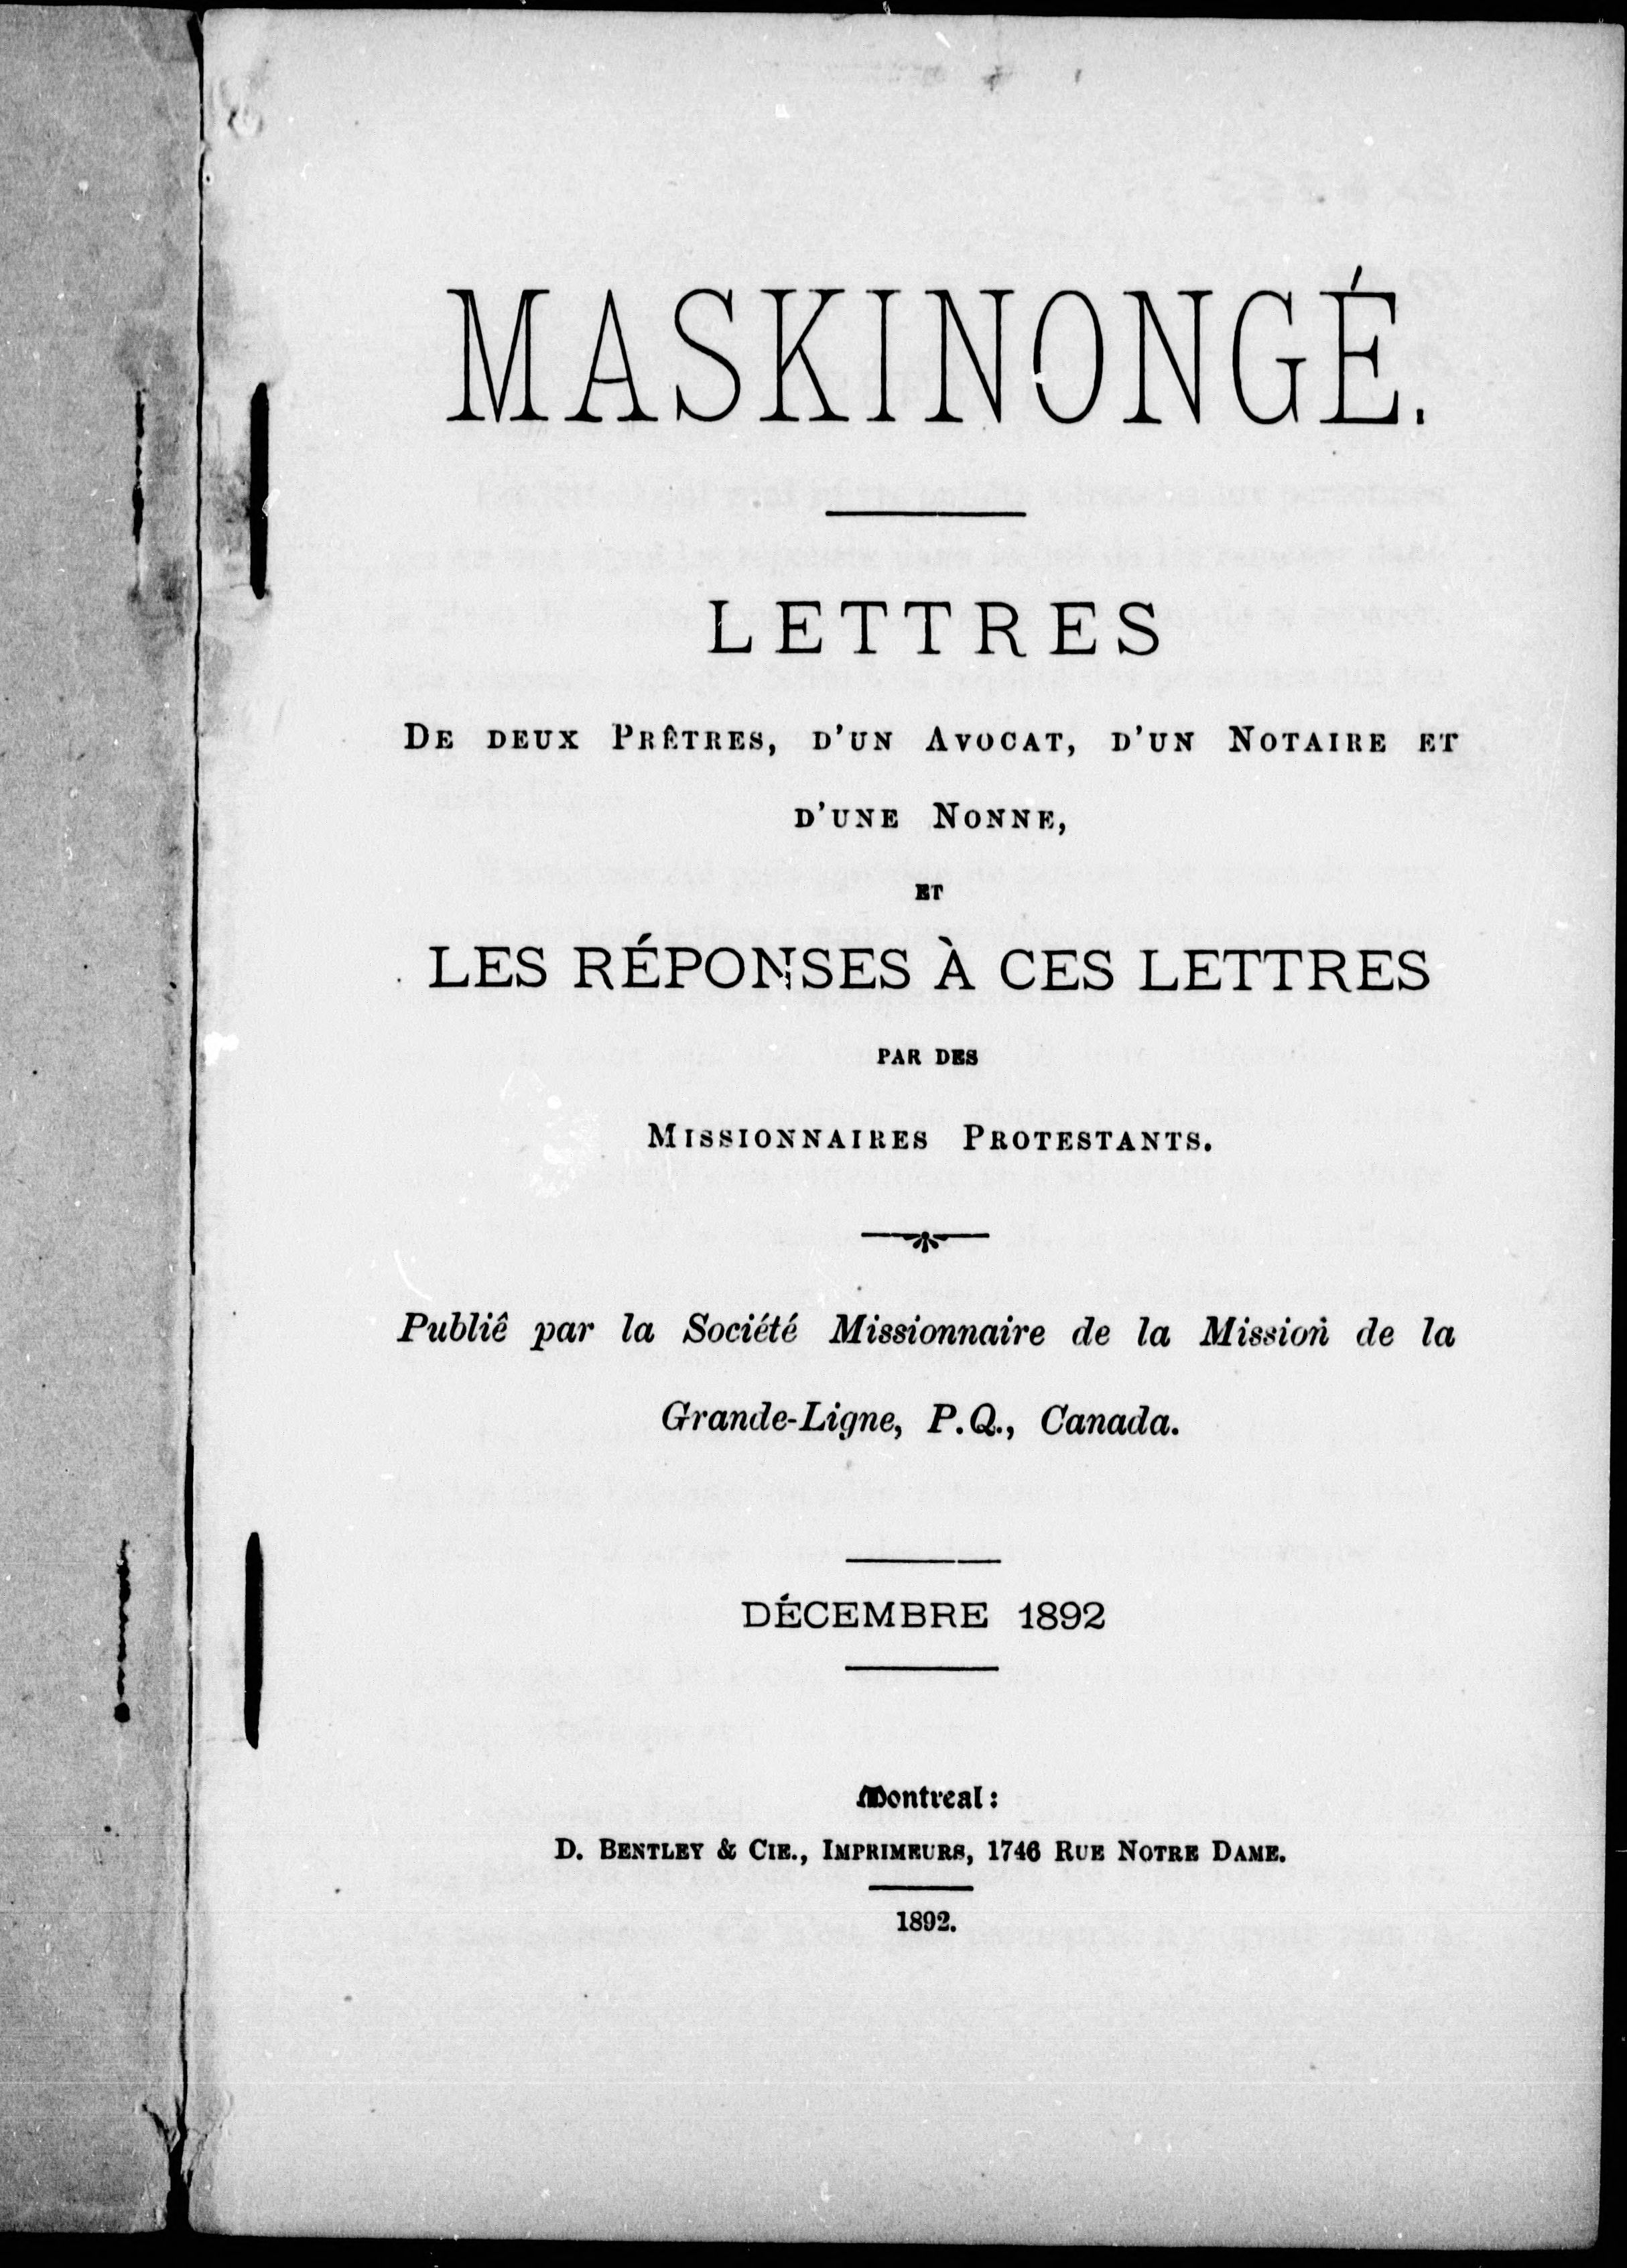 MASKINONGÉ.
LETTRES
DE DEUX PRÊTRES, D'UN AVOCAT, D'UN NOTAIRE ET
D'UNE NONNE,
ET
LES RÉPONSES À CES LETTRES
PAR DES
MISSIONNAIRES PROTESTANTS.
Publiê par la Société Missionnaire de la Mission de la
Grande-Ligne, P.Q., Canada.
DÉCEMBRE 1892
Montreal:
D. BENTLEY & CIE., IMPRIMEURS, 1746 RUE NOTRE DAME.
1892.